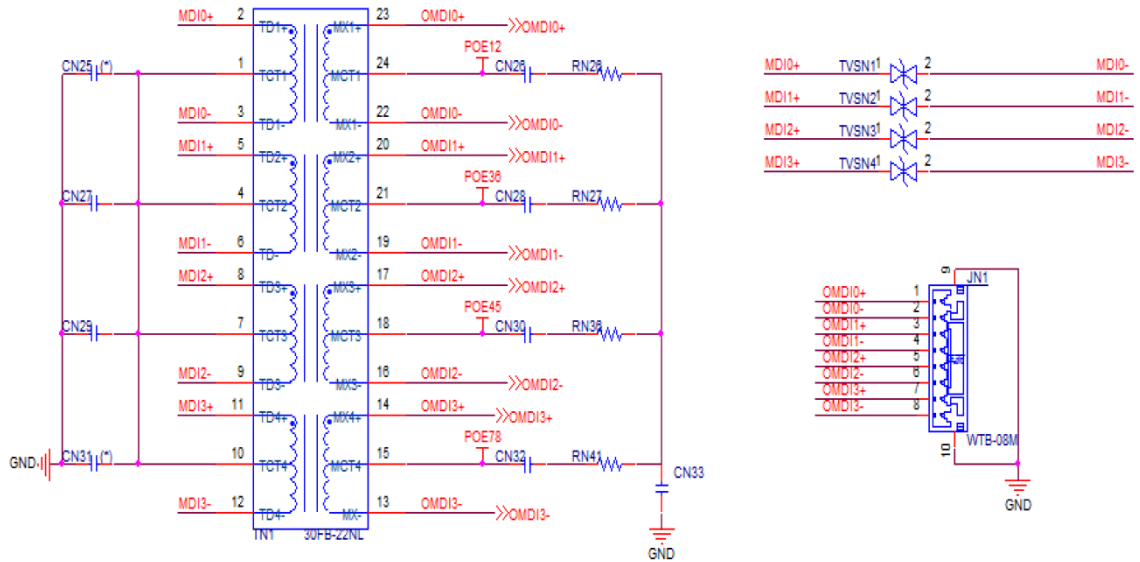 MDI0+ 2 TD1+ MX1+ 23 OMDI0+ OMDI0+
CN25 (*) 1 TCT1 MCT1 24 POE12 CN26 RN26
MDI0- 3 TD1- MX1- 22 OMDI0- OMDI0-
MDI1+ 5 TD2+ MX2+ 20 OMDI1+ OMDI1+
CN27 4 TCT2 MCT2 21 POE36 CN28 RN27
MDI1- 6 TD- MX2- 19 OMDI1- OMDI1-
MDI2+ 8 TD3+ MX3+ 17 OMDI2+ OMDI2+
CN29 7 TCT3 MCT3 18 POE45 CN30 RN36
MDI2- 9 TD3- MX3- 16 OMDI2- OMDI2-
MDI3+ 11 TD4+ MX4+ 14 OMDI3+ OMDI3+
GND CN31 (*) 10 TCT4 MCT4 15 POE78 CN32 RN41
CN33
MDI3- 12 TD4- MX- 13 OMDI3- OMDI3-
TN1 30FB-22NL
GND
MDI0+ TVSN1 1 2 MDI0-
MDI1+ TVSN2 1 2 MDI1-
MDI2+ TVSN3 1 2 MDI2-
MDI3+ TVSN4 1 2 MDI3-
9 JN1
OMDI0+ 1
OMDI0- 2
OMDI1+ 3
OMDI1- 4
OMDI2+ 5
OMDI2- 6
OMDI3+ 7
OMDI3- 8
WTB-08M
10
GND